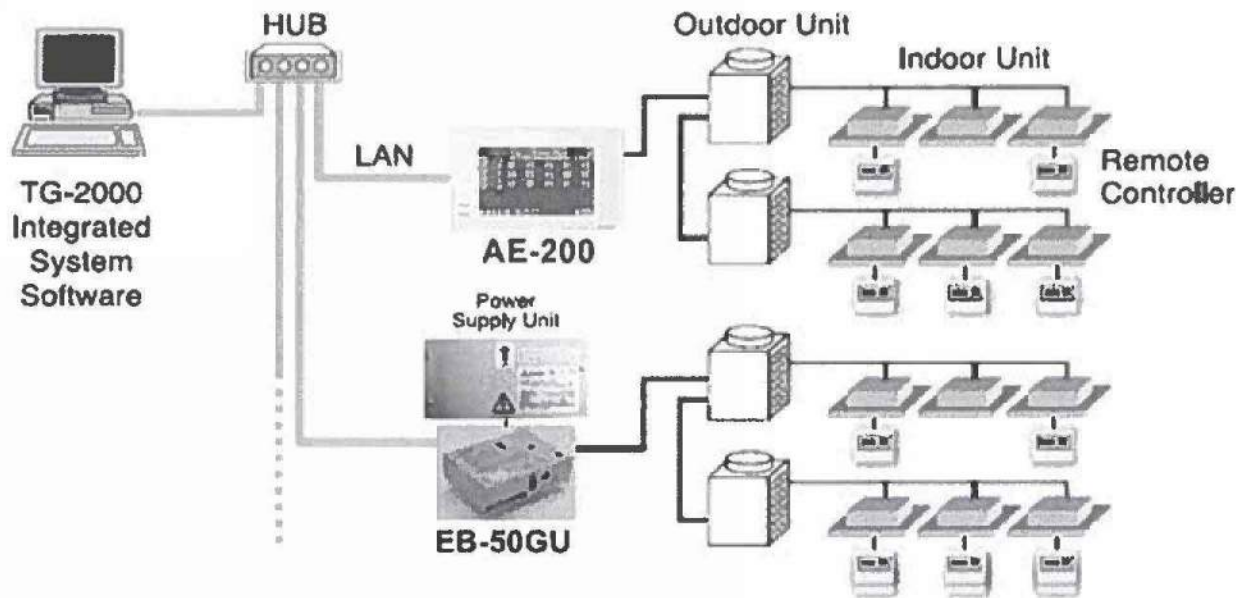 HUB
Outdoor Unit
Indoor Unit
LAN
Remote
Controller
TG-2000
Integrated
System
Software
AE-200
Power
Supply Unit
EB-50GU